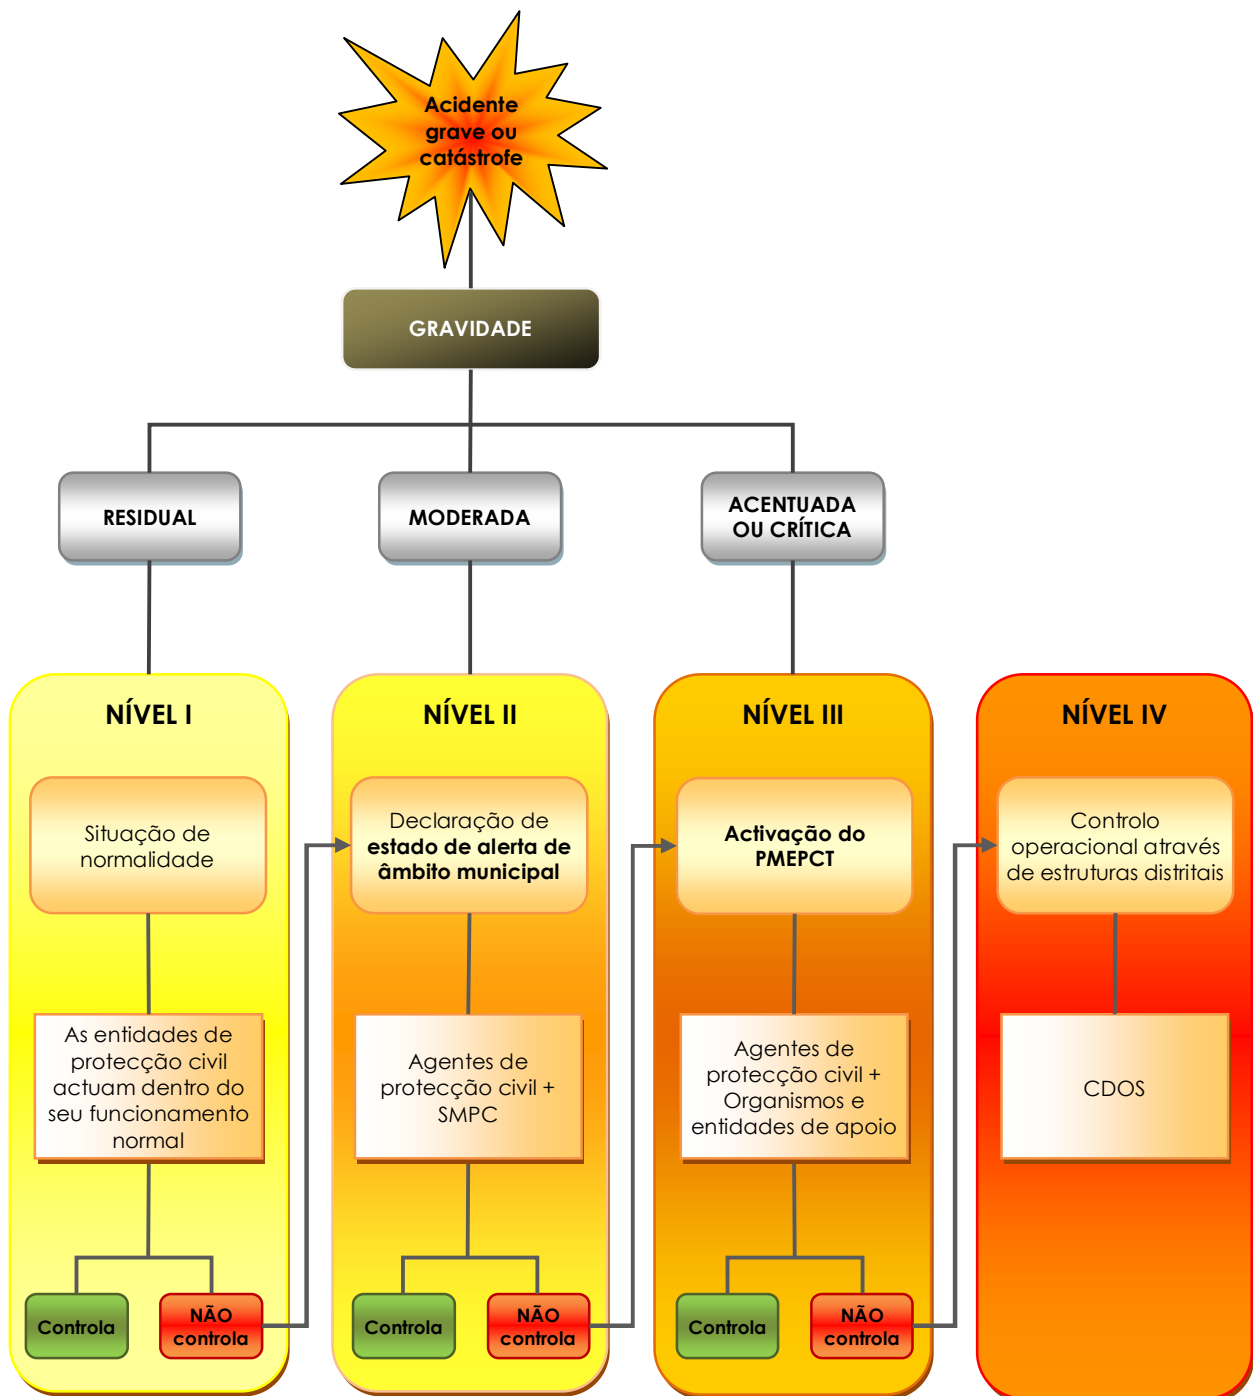 Acidente
grave ou
catástrofe
GRAVIDADE
RESIDUAL
MODERADA
ACENTUADA
OU CRÍTICA
NÍVEL I
Situação de
normalidade
As entidades de
protecção civil
actuam dentro do
seu funcionamento
normal
Controla
NÃO
controla
NÍVEL II
Declaração de
estado de alerta de
âmbito municipal
Agentes de
protecção civil +
SMPC
Controla
NÃO
controla
NÍVEL III
Activação do
PMEPCT
Agentes de
protecção civil +
Organismos e
entidades de apoio
Controla
NÃO
controla
NÍVEL IV
Controlo
operacional através
de estruturas distritais
CDOS